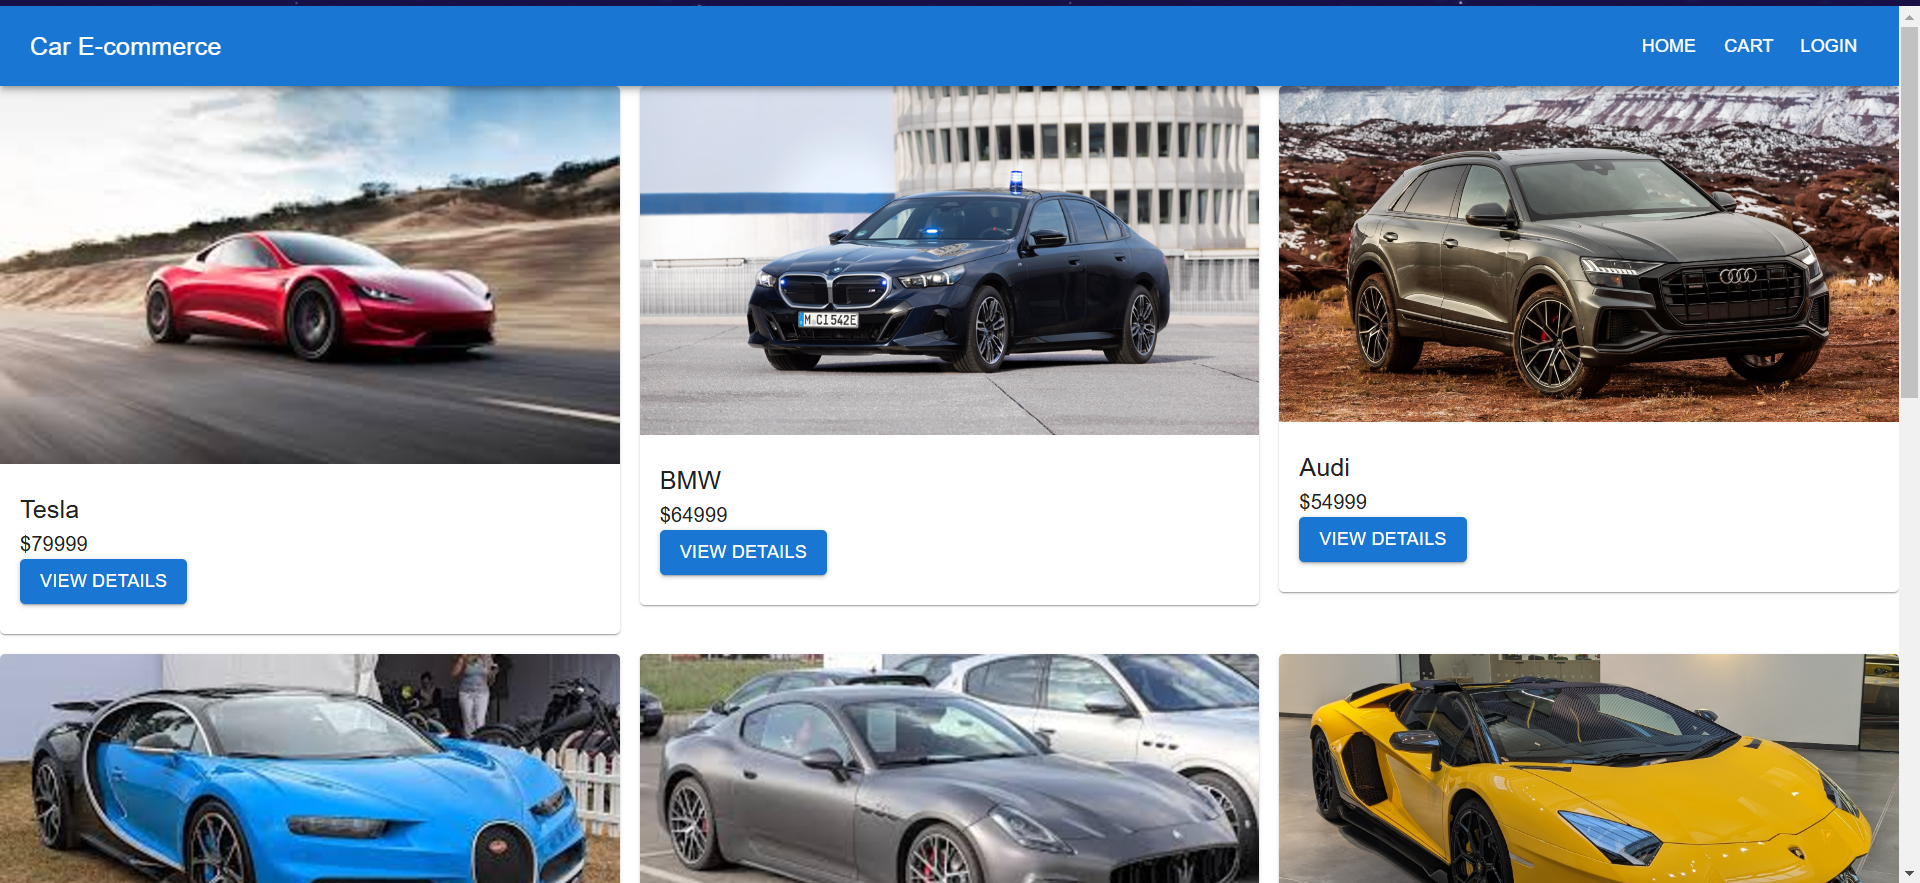 Car E-commerce
HOME CART LOGIN
M CI 542E
Tesla
$79999
VIEW DETAILS
BMW
$64999
VIEW DETAILS
Audi
$54999
VIEW DETAILS